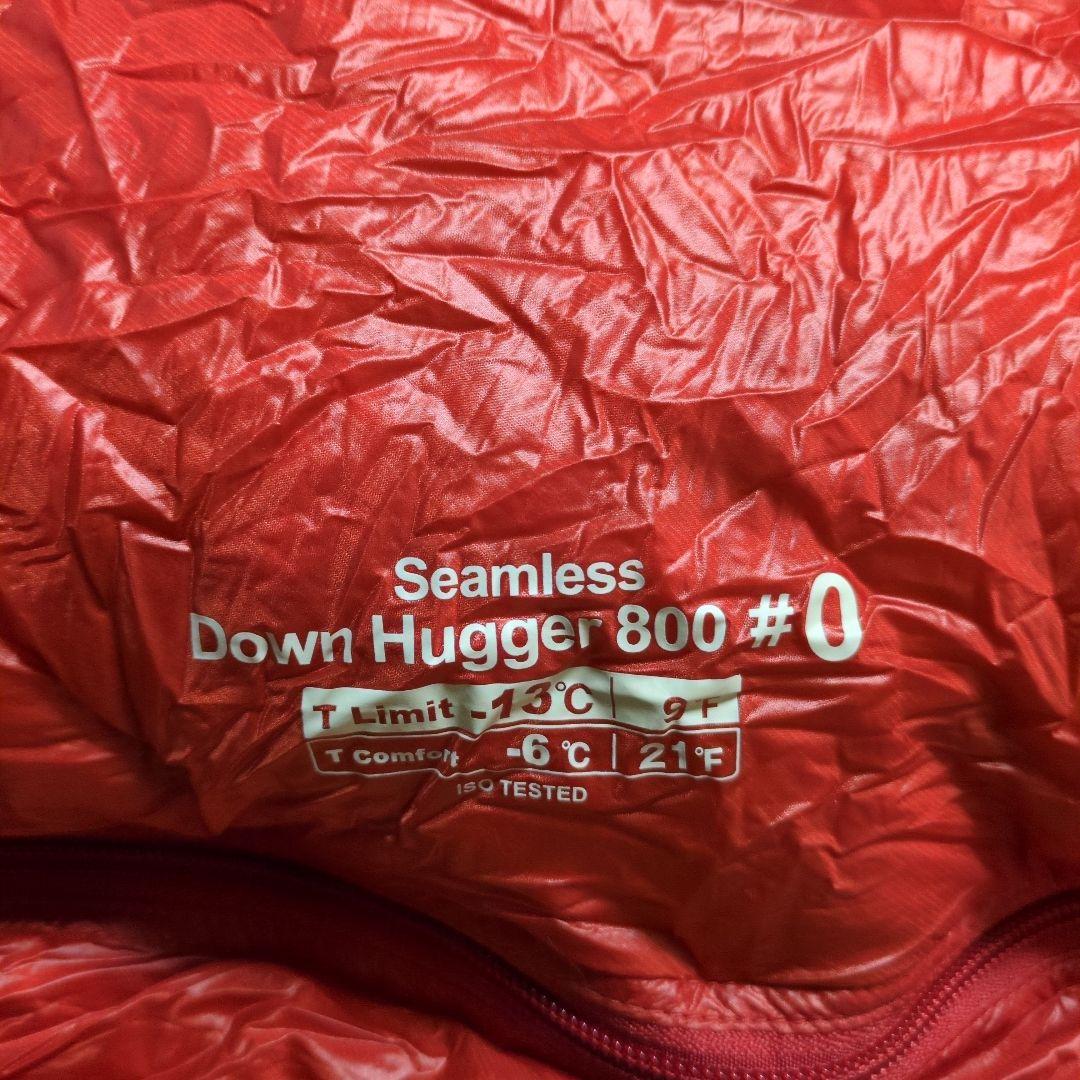 Seamless
Down Hugger 800 #0
T Limit -13℃ | 9°F
T Comfort -6℃ | 21°F
ISO TESTED